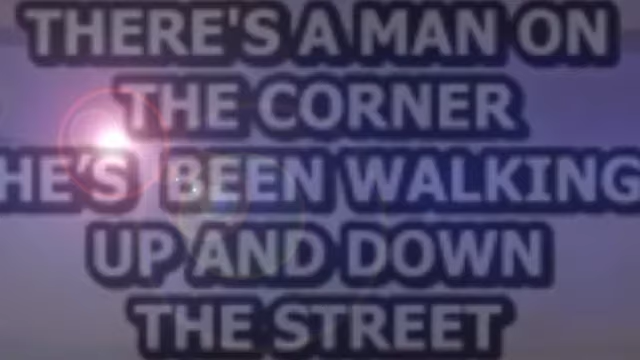 THERE'S A MAN ON
THE CORNER
HE'S BEEN WALKING
UP AND DOWN
THE STREET